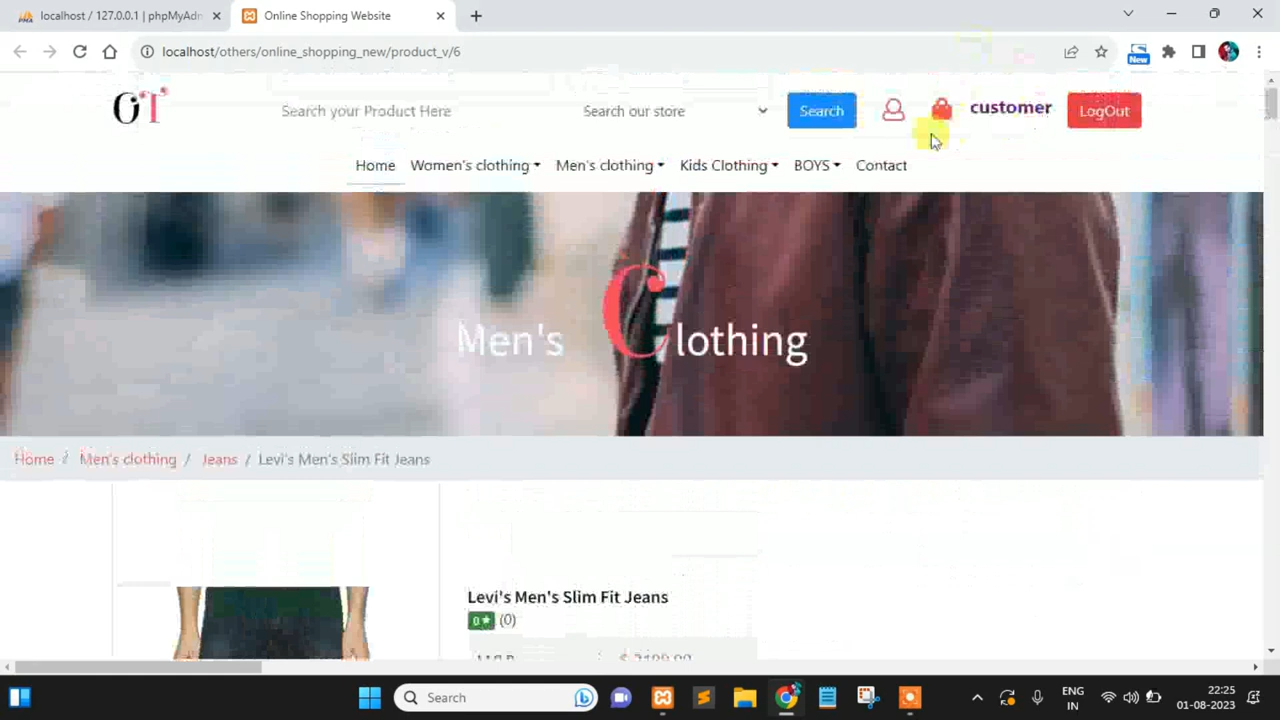 localhost / 127.0.0.1 | phpMyAdn
Online Shopping Website
localhost/others/online_shopping_new/product_v/6
New
OT
Search your Product Here
Search our store
Search
customer
LogOut
Home
Women's clothing
Men's clothing
Kids Clothing
BOYS
Contact
Men's Clothing
Home / Men's clothing / Jeans / Levi's Men's Slim Fit Jeans
Levi's Men's Slim Fit Jeans
0★ (0)
Search
ENG
IN
22:25
01-08-2023